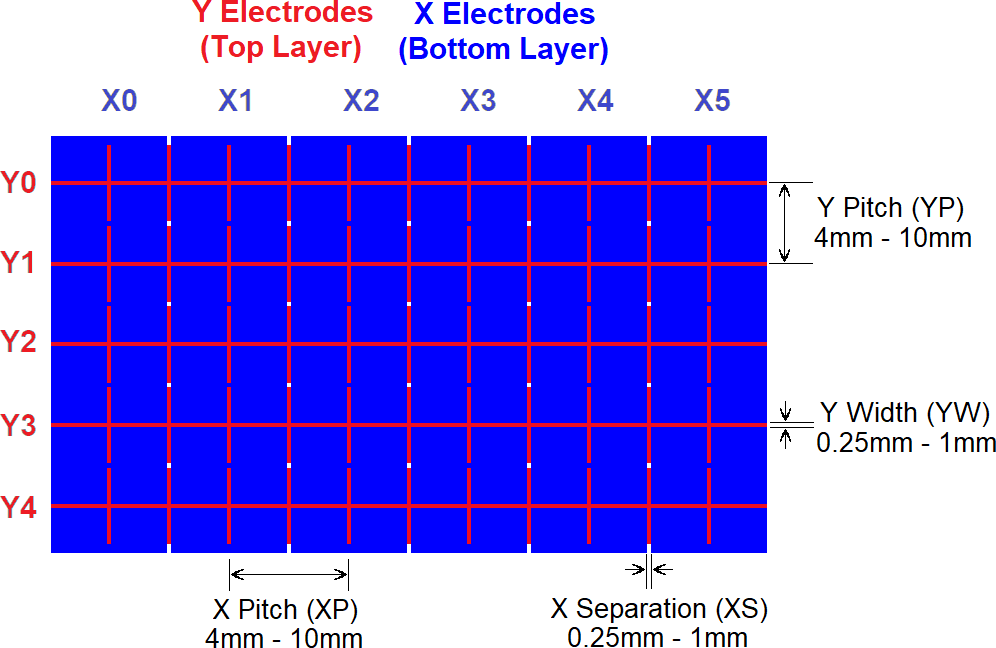 Y Electrodes
(Top Layer)
X Electrodes
(Bottom Layer)
X0 X1 X2 X3 X4 X5
Y0
Y1
Y2
Y3
Y4
Y Pitch (YP)
4mm - 10mm
Y Width (YW)
0.25mm - 1mm
X Pitch (XP)
4mm - 10mm
X Separation (XS)
0.25mm - 1mm